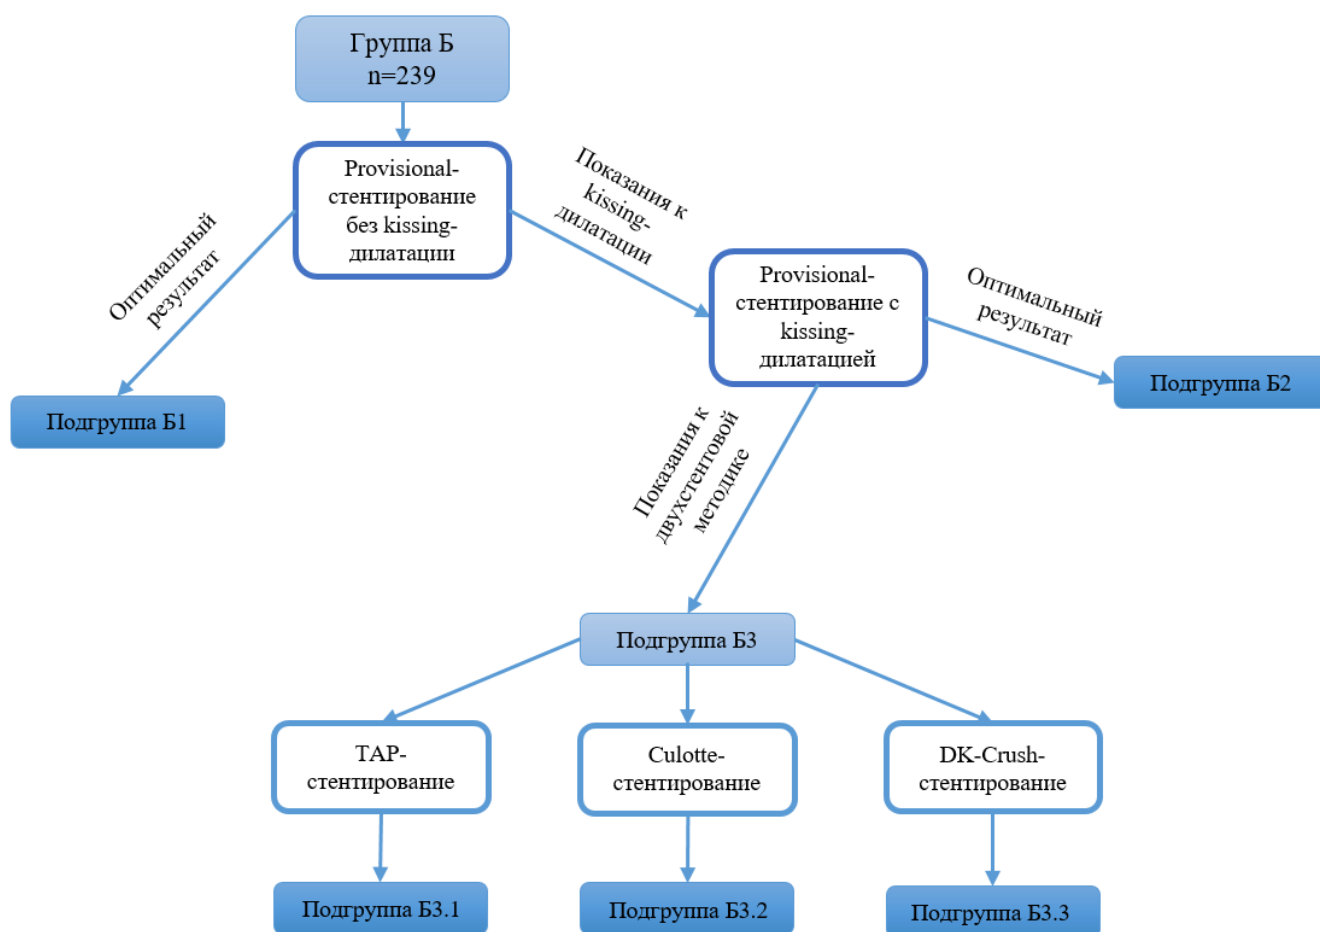 Группа Б
n=239
Provisional-
стентирование
без kissing-
дилатации
Показания к
kissing-
дилатации
Оптимальный
результат
Provisional-
стентирование с
kissing-
дилатацией
Оптимальный
результат
Подгруппа Б1
Подгруппа Б2
Показания к
двухстентовой
методике
Подгруппа Б3
TAP-
стентирование
Culotte-
стентирование
DK-Crush-
стентирование
Подгруппа Б3.1
Подгруппа Б3.2
Подгруппа Б3.3